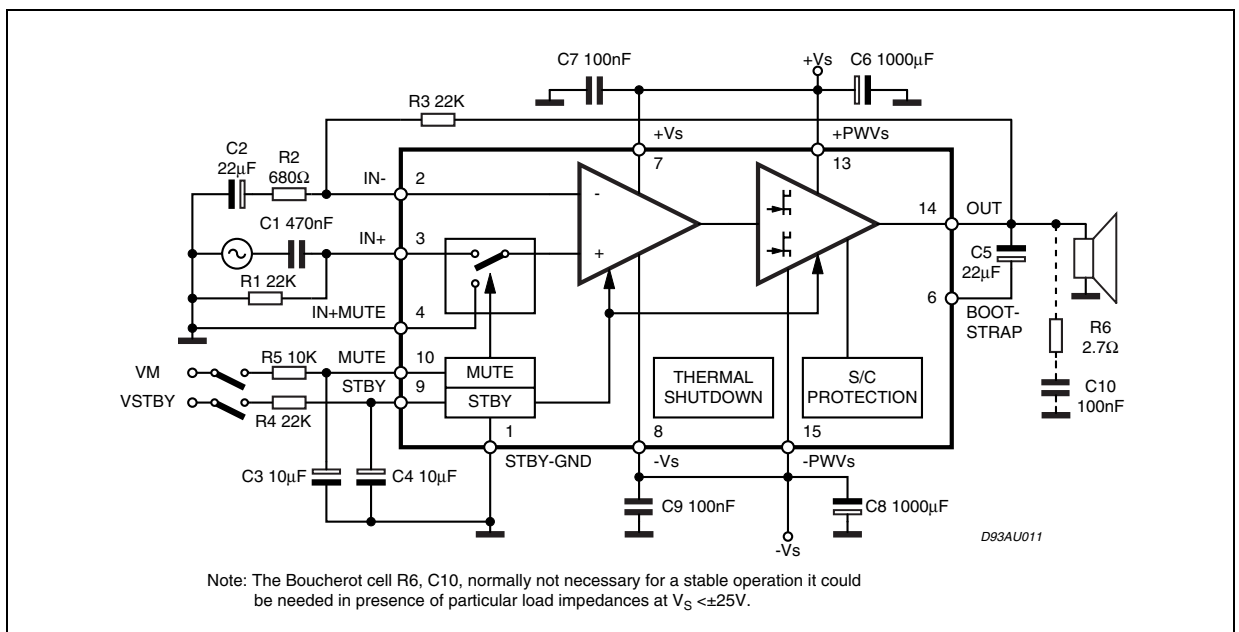 C7 100nF
+Vs
C6 1000µF
R3 22K
+Vs
+PWVs
C2
22µF
R2
680Ω
IN-
2
7
13
-
C1 470nF
IN+
3
+
14
OUT
C5
22µF
R1 22K
IN+MUTE
4
6
BOOT-
STRAP
R6
2.7Ω
VM
R5 10K
MUTE
10
MUTE
THERMAL
SHUTDOWN
S/C
PROTECTION
C10
100nF
VSTBY
R4 22K
STBY
9
STBY
1
8
15
STBY-GND
-Vs
-PWVs
C3 10µF
C4 10µF
C9 100nF
C8 1000µF
-Vs
D93AU011
Note: The Boucherot cell R6, C10, normally not necessary for a stable operation it could
be needed in presence of particular load impedances at VS <±25V.